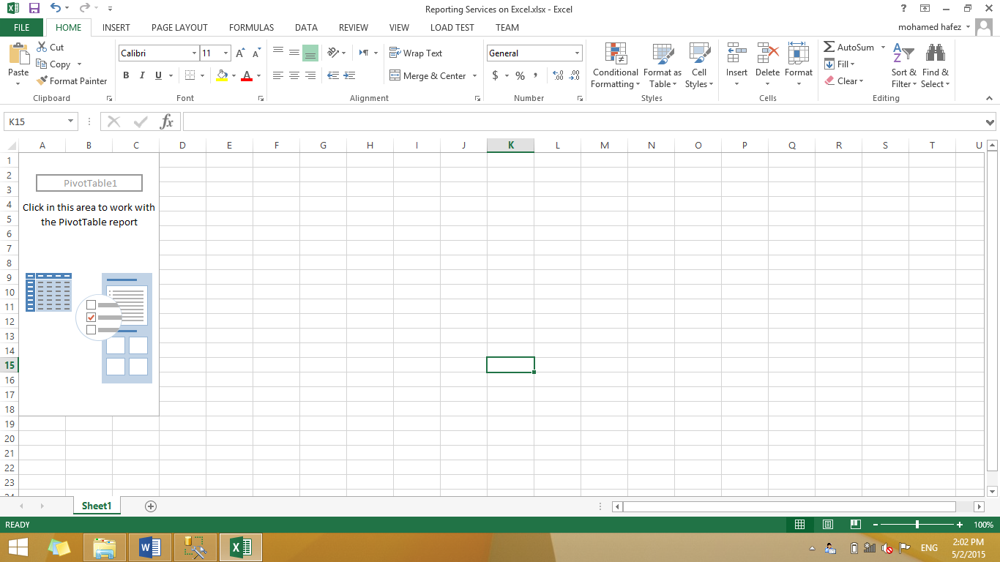 Reporting Services on Excel.xlsx - Excel
?
FILE HOME INSERT PAGE LAYOUT FORMULAS DATA REVIEW VIEW LOAD TEST TEAM mohamed hafez
Paste
Cut
Copy
Format Painter
Clipboard
Calibri 11 A A
B I U A
Font
Wrap Text
Merge & Center
Alignment
General
$ % , .0 .00
Number
Conditional Formatting
Format as Table
Cell Styles
Styles
Insert Delete Format
Cells
AutoSum
Fill
Clear
Sort & Filter
Find & Select
Editing
K15 fx
A B C D E F G H I J K L M N O P Q R S T U
1
2
3
4
5
6
7
8
9
10
11
12
13
14
15
16
17
18
19
20
21
22
23
24
PivotTable1
Click in this area to work with
the PivotTable report
Sheet1
READY 100%
ENG
2:02 PM
5/2/2015